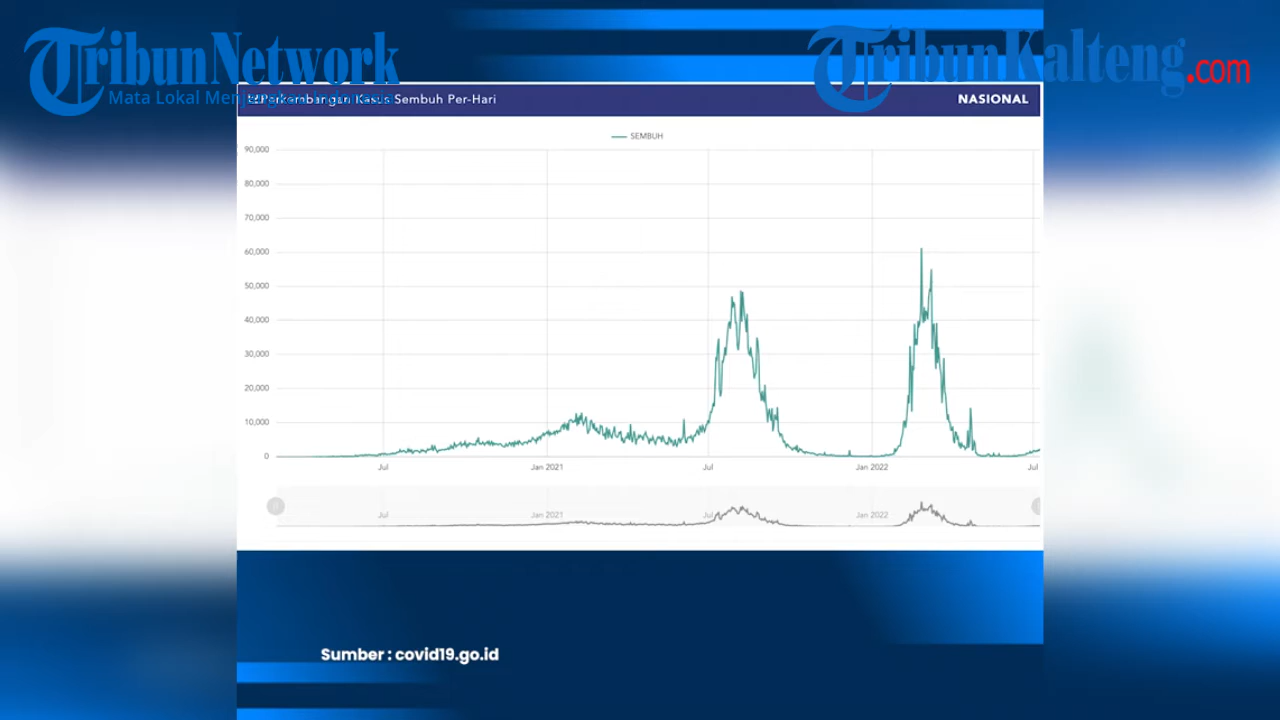 TribunNetwork
TribunKalteng.com
Mata Lokal Menjangkau Indonesia
Perkembangan Kasus Sembuh Per-Hari
NASIONAL
SEMBUH
90,000
80,000
70,000
60,000
50,000
40,000
30,000
20,000
10,000
0
Jul Jan 2021 Jul Jan 2022 Jul
Jul Jan 2021 Jul Jan 2022
Sumber : covid19.go.id